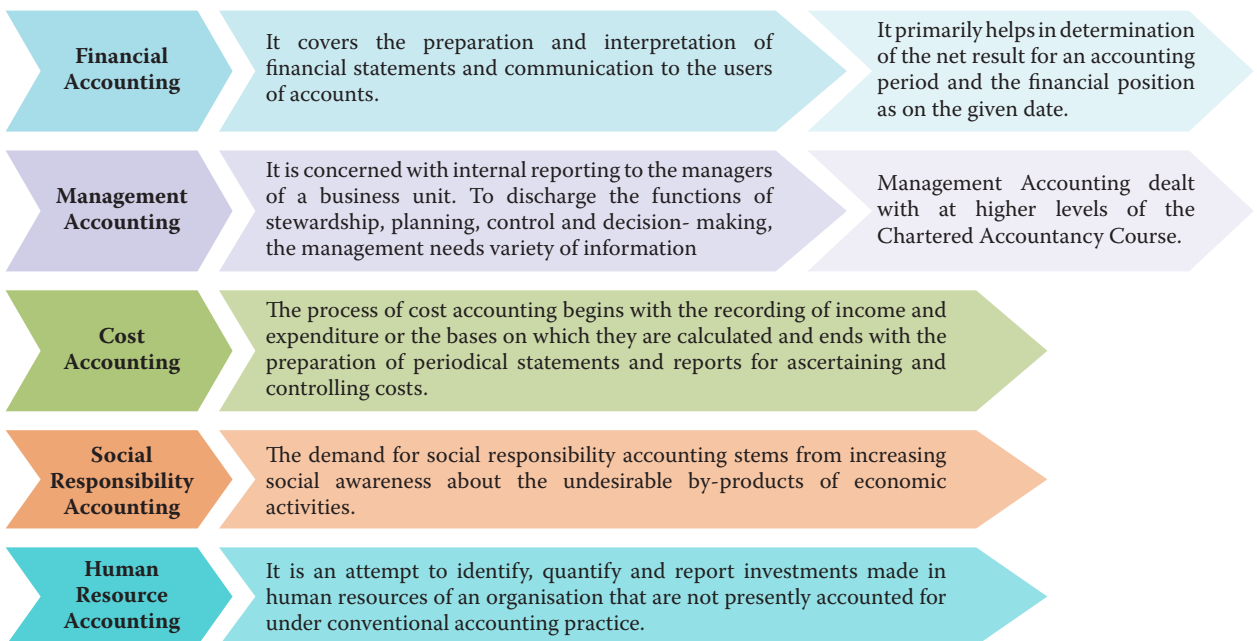 Financial
Accounting
It covers the preparation and interpretation of
financial statements and communication to the users
of accounts.
It primarily helps in determination
of the net result for an accounting
period and the financial position
as on the given date.
Management
Accounting
It is concerned with internal reporting to the managers
of a business unit. To discharge the functions of
stewardship, planning, control and decision- making,
the management needs variety of information
Management Accounting dealt
with at higher levels of the
Chartered Accountancy Course.
Cost
Accounting
The process of cost accounting begins with the recording of income and
expenditure or the bases on which they are calculated and ends with the
preparation of periodical statements and reports for ascertaining and
controlling costs.
Social
Responsibility
Accounting
The demand for social responsibility accounting stems from increasing
social awareness about the undesirable by-products of economic
activities.
Human
Resource
Accounting
It is an attempt to identify, quantify and report investments made in
human resources of an organisation that are not presently accounted for
under conventional accounting practice.